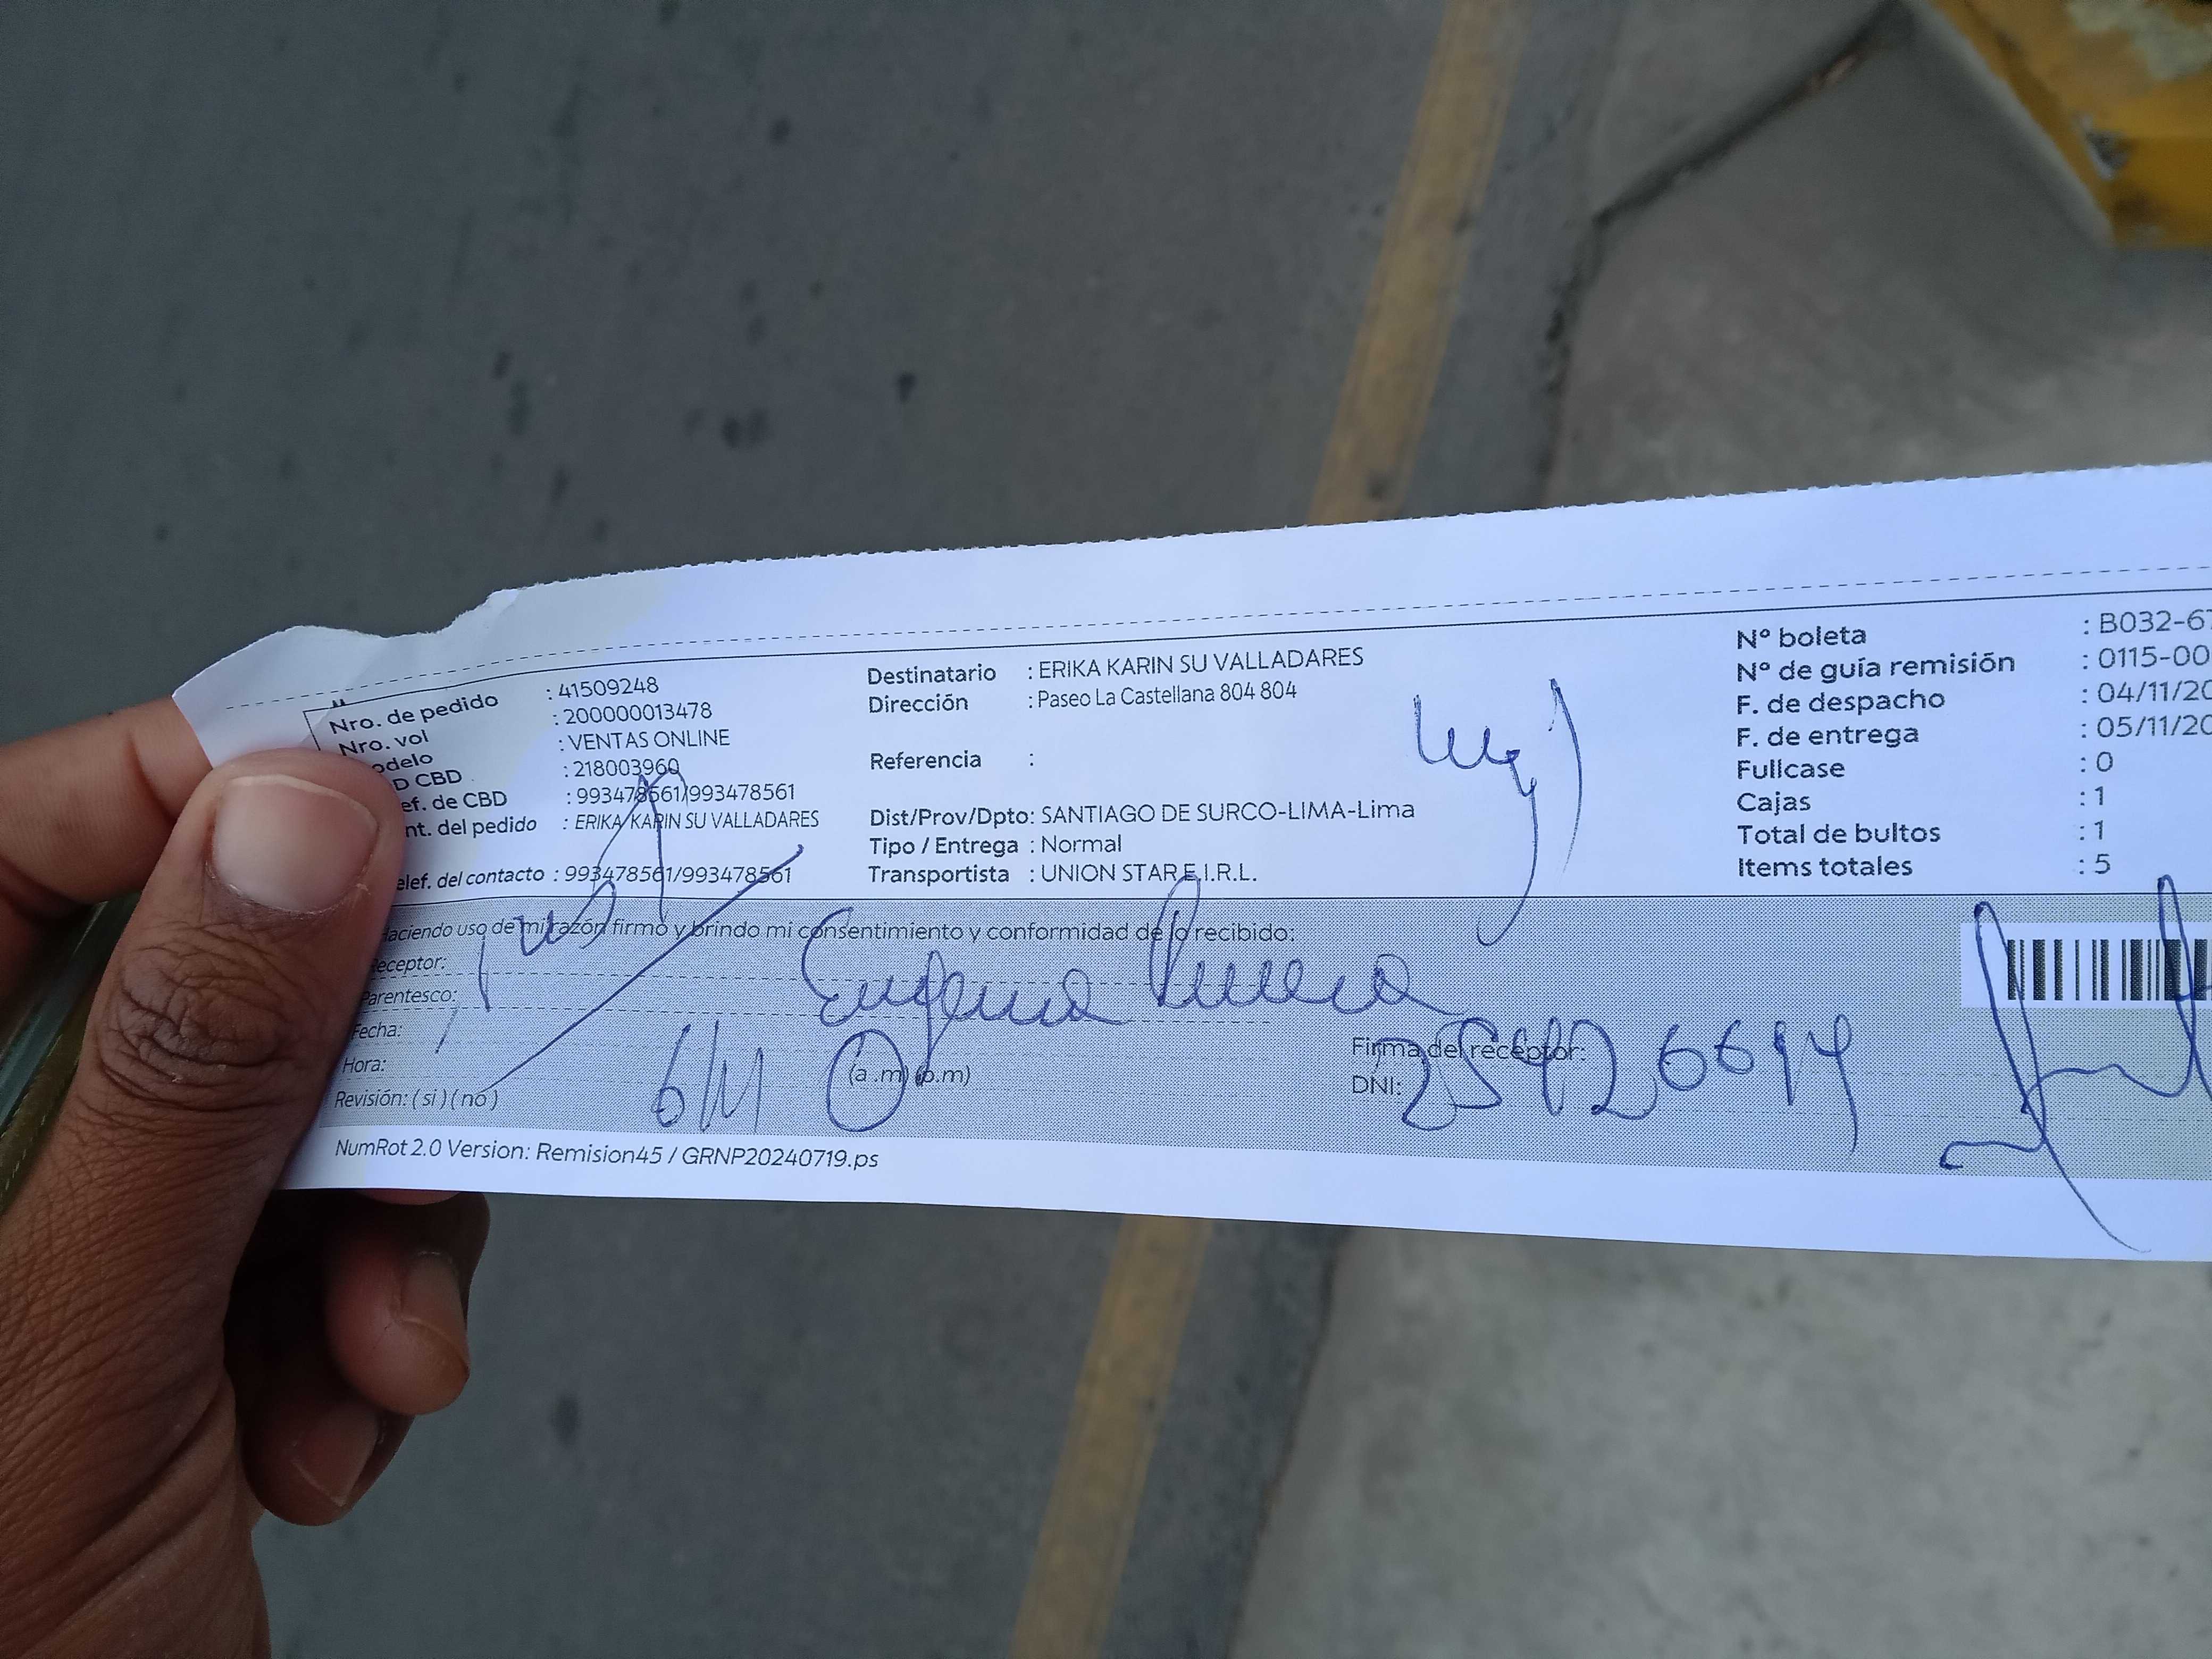 Nro. de pedido : 41509248
Nro. vol : 200000013478
odelo : VENTAS ONLINE
D CBD : 218003960
ef. de CBD : 993478561/993478561
nt. del pedido : ERIKA KARIN SU VALLADARES
elef. del contacto : 993478561/993478561
Destinatario : ERIKA KARIN SU VALLADARES
Dirección : Paseo La Castellana 804 804
Referencia :
Dist/Prov/Dpto: SANTIAGO DE SURCO-LIMA-Lima
Tipo / Entrega : Normal
Transportista : UNION STAR E.I.R.L.
N° boleta : B032-67
N° de guía remisión : 0115-00
F. de despacho : 04/11/20
F. de entrega : 05/11/20
Fullcase : 0
Cajas : 1
Total de bultos : 1
Items totales : 5
Haciendo uso de mi razón firmo y brindo mi consentimiento y conformidad de lo recibido:
Receptor:
Parentesco: Eugenia
Fecha:
Hora: 6/11 (a.m) (p.m)
Revisión: ( si ) ( no )
Firma del receptor:
DNI:
NumRot 2.0 Version: Remision45 / GRNP20240719.ps